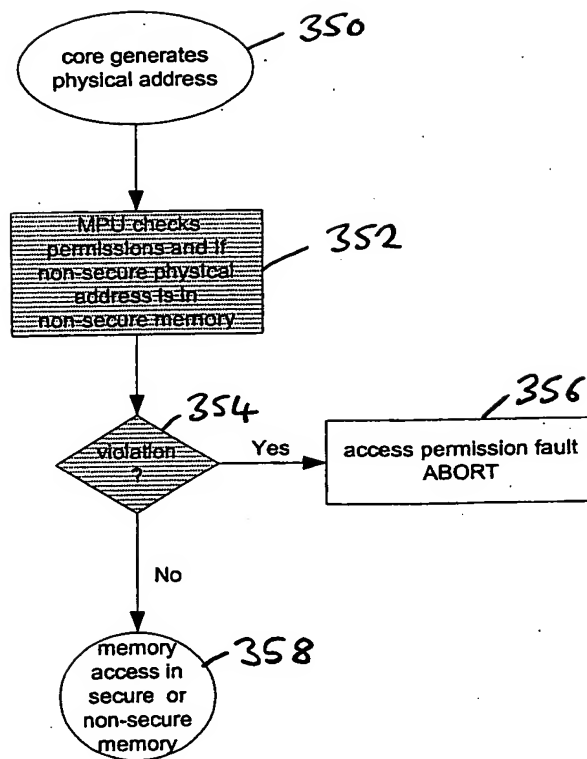 350
core generates
physical address
352
MPU checks
permissions and if
non-secure physical
address is in
non-secure memory
354
violation
?
Yes
356
access permission fault
ABORT
No
358
memory
access in
secure or
non-secure
memory